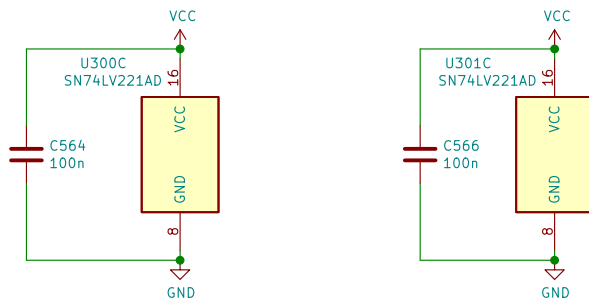 VCC
U300C
SN74LV221AD
16
VCC
C564
100n
GND
8
GND
VCC
U301C
SN74LV221AD
16
VCC
C566
100n
GND
8
GND